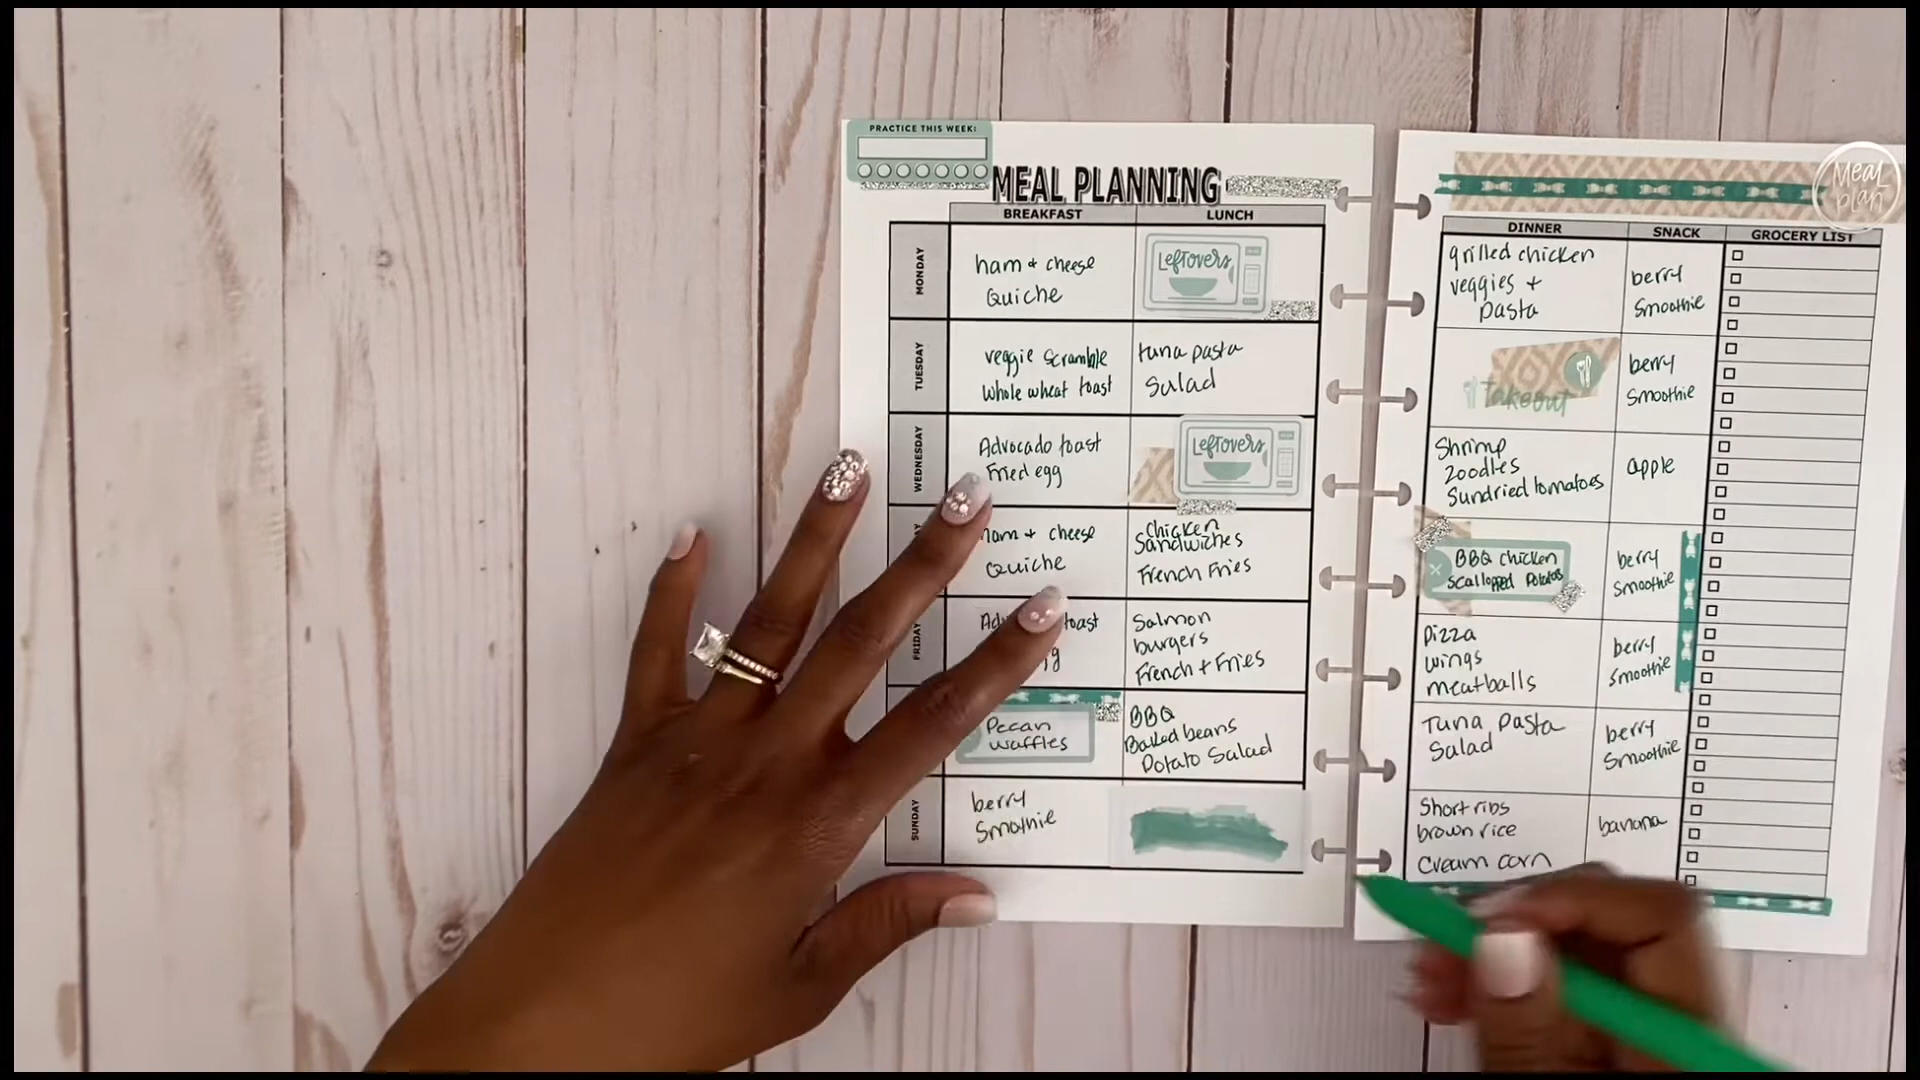 PRACTICE THIS WEEK:
MEAL PLANNING
BREAKFAST
LUNCH
MONDAY
ham + cheese
Quiche
Leftovers
TUESDAY
veggie scramble
Whole wheat toast
tuna pasta
Salad
WEDNESDAY
Advocado toast
Fried egg
Leftovers
ham + cheese
Quiche
Chicken
Sandwiches
French Fries
FRIDAY
toast
Salmon
burgers
French + Fries
Pecan
waffles
BBQ
Baked beans
Potato Salad
SUNDAY
berry
Smothie
Meal
plan
DINNER
SNACK
GROCERY LIST
grilled chicken
veggies +
pasta
berry
Smoothie
Takeout
berry
Smoothie
Shrimp
Zoodles
Sundried tomatoes
apple
BBQ chicken
Scalloped Potatos
berry
Smoothie
Pizza
wings
meatballs
berry
Smoothie
Tuna pasta
Salad
berry
Smoothie
Short ribs
brown rice
Cream corn
banana